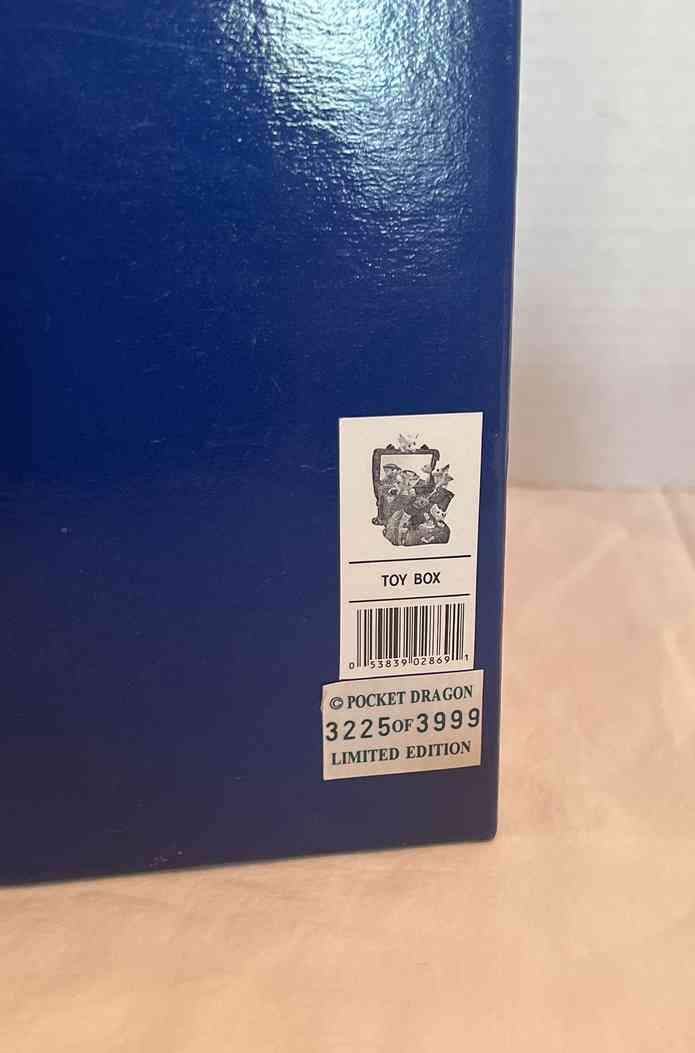 TOY BOX
0 53839 02869 1
© POCKET DRAGON
3225 OF 3999
LIMITED EDITION